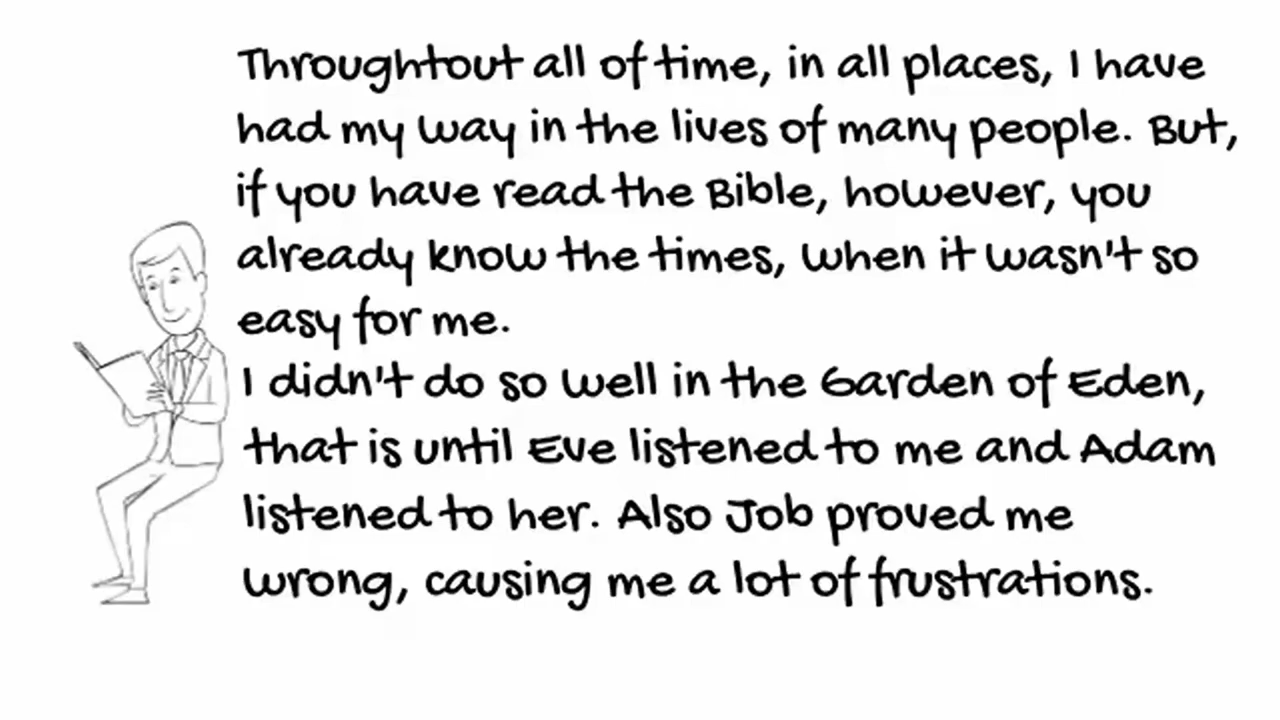 Throughtout all of time, in all places, I have
had my way in the lives of many people. But,
if you have read the Bible, however, you
already know the times, when it wasn't so
easy for me.
I didn't do so well in the Garden of Eden,
that is until Eve listened to me and Adam
listened to her. Also Job proved me
wrong, causing me a lot of frustrations.